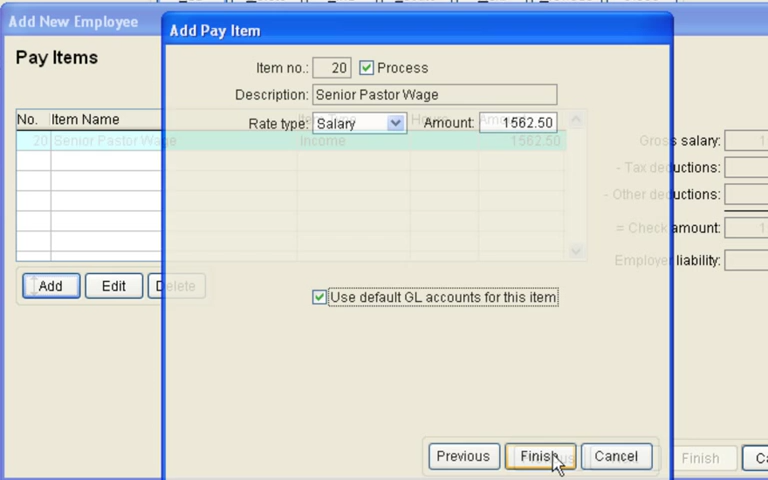 Add New Employee
Add Pay Item
Pay Items
Item no.: 20 Process
Description: Senior Pastor Wage
Rate type: Salary Amount: 1562.50
No. Item Name
20 Senior Pastor Wage Income 1562.50
Gross salary:
- Tax deductions:
- Other deductions:
= Check amount:
Employer liability:
Add Edit Delete
Use default GL accounts for this item
Previous Finish Cancel Finish